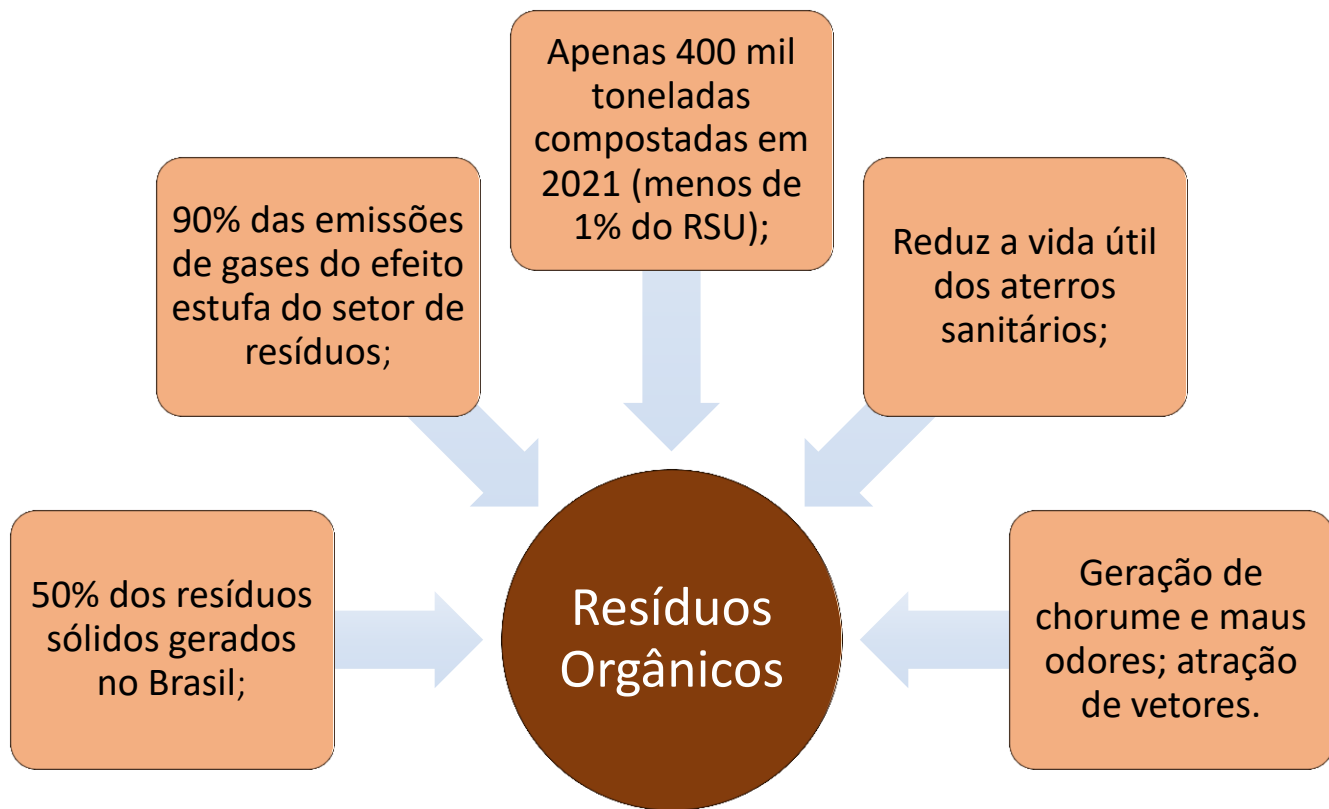 50% dos resíduos
sólidos gerados
no Brasil;
90% das emissões
de gases do efeito
estufa do setor de
resíduos;
Apenas 400 mil
toneladas
compostadas em
2021 (menos de
1% do RSU);
Reduz a vida útil
dos aterros
sanitários;
Geração de
chorume e maus
odores; atração
de vetores.
Resíduos
Orgânicos